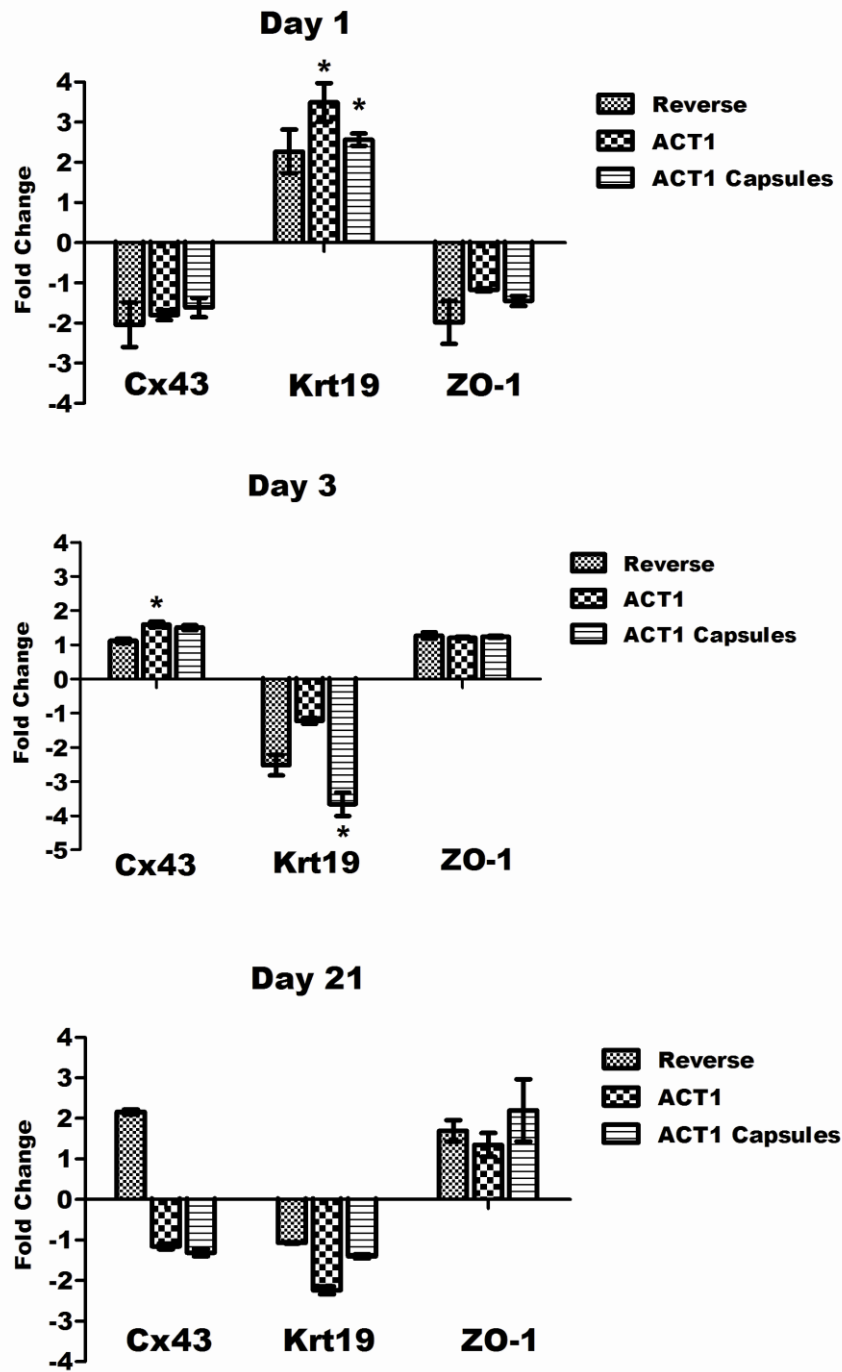 Day 1
Fold Change
4
3
2
1
0
-1
-2
-3
-4
* *
Cx43 Krt19 ZO-1
Reverse
ACT1
ACT1 Capsules
Day 3
Fold Change
4
3
2
1
0
-1
-2
-3
-4
-5
*
*
Cx43 Krt19 ZO-1
Reverse
ACT1
ACT1 Capsules
Day 21
Fold Change
4
3
2
1
0
-1
-2
-3
-4
Cx43 Krt19 ZO-1
Reverse
ACT1
ACT1 Capsules